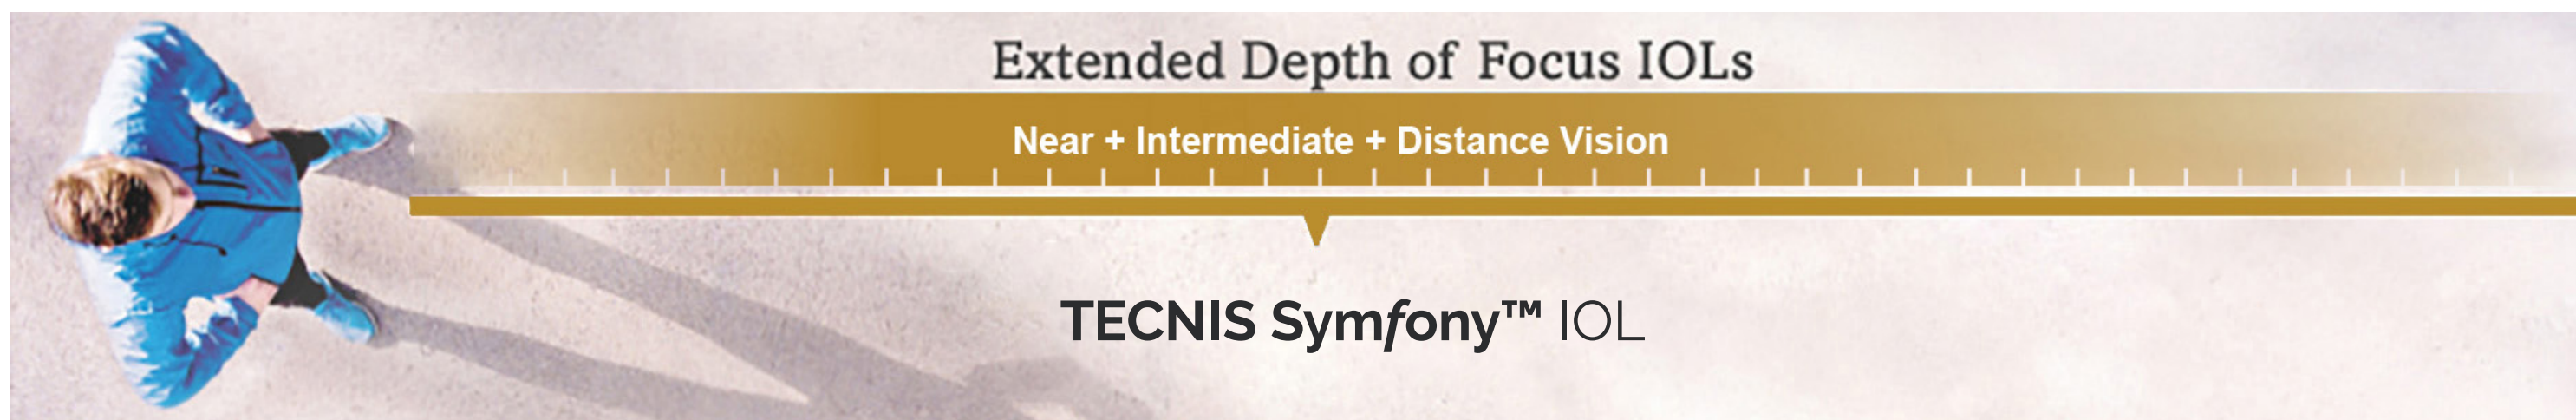 Extended Depth of Focus IOLs
Near + Intermediate + Distance Vision
TECNIS Symfony™ IOL